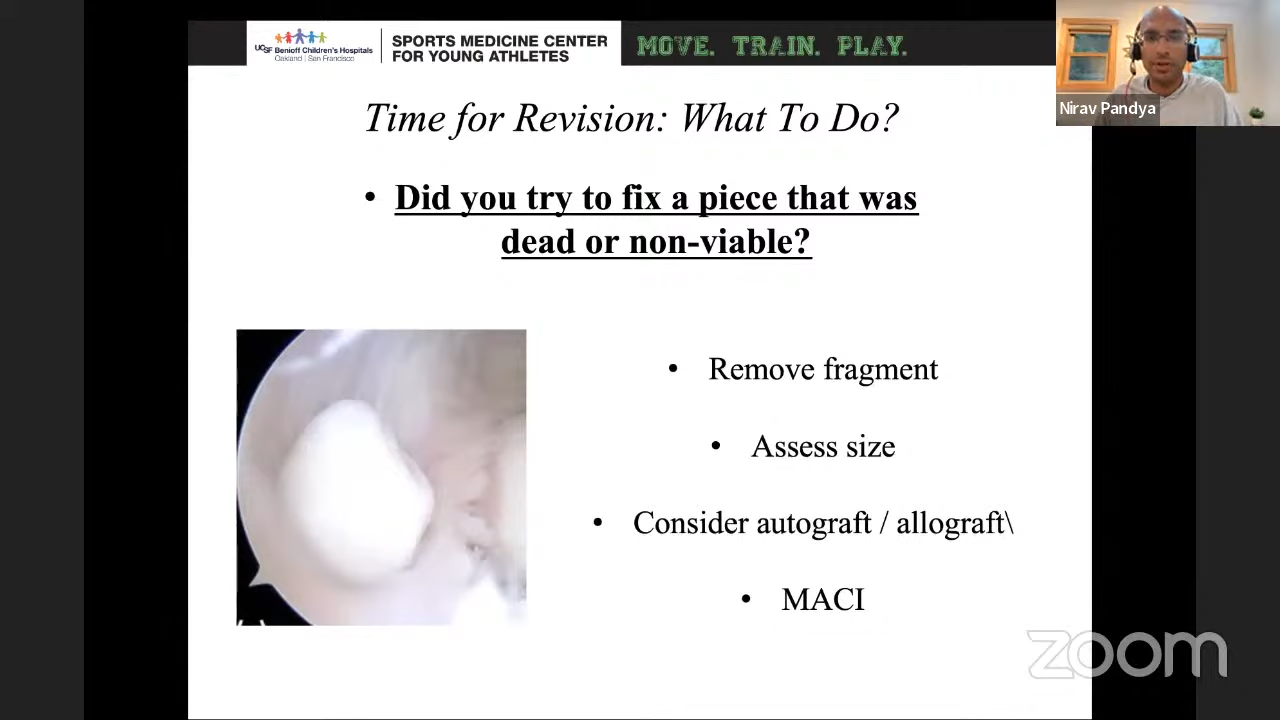 UCSF Benioff Children's Hospitals
Oakland | San Francisco
SPORTS MEDICINE CENTER
FOR YOUNG ATHLETES
MOVE. TRAIN. PLAY.
Nirav Pandya
Time for Revision: What To Do?
• Did you try to fix a piece that was
dead or non-viable?
• Remove fragment
• Assess size
• Consider autograft / allograft\
• MACI
zoom